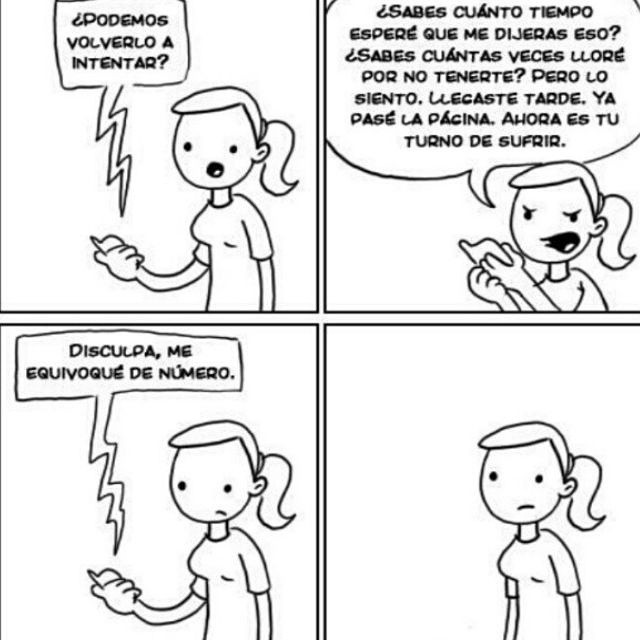 ¿PODEMOS
VOLVERLO A
INTENTAR?
¿SABES CUÁNTO TIEMPO
ESPERÉ QUE ME DIJERAS ESO?
¿SABES CUÁNTAS VECES LLORÉ
POR NO TENERTE? PERO LO
SIENTO. LLEGASTE TARDE. YA
PASÉ LA PÁGINA. AHORA ES TU
TURNO DE SUFRIR.
DISCULPA, ME
EQUIVOQUÉ DE NÚMERO.